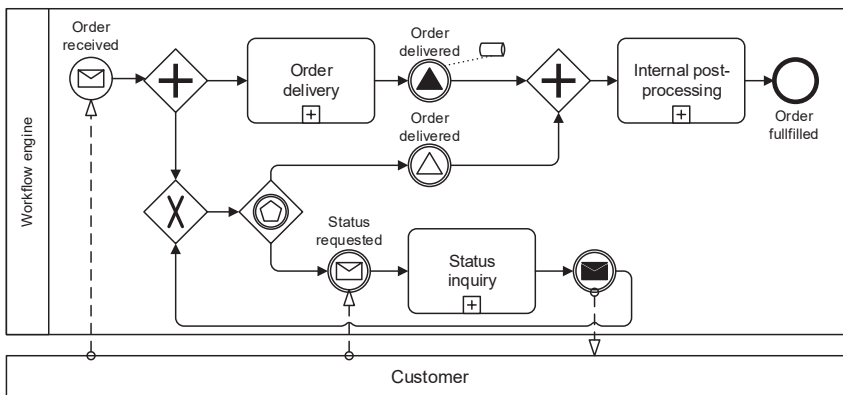 Workflow engine
Order
received
Order
delivery
Order
delivered
Order
delivered
Internal post-
processing
Order
fullfilled
Status
requested
Status
inquiry
Customer